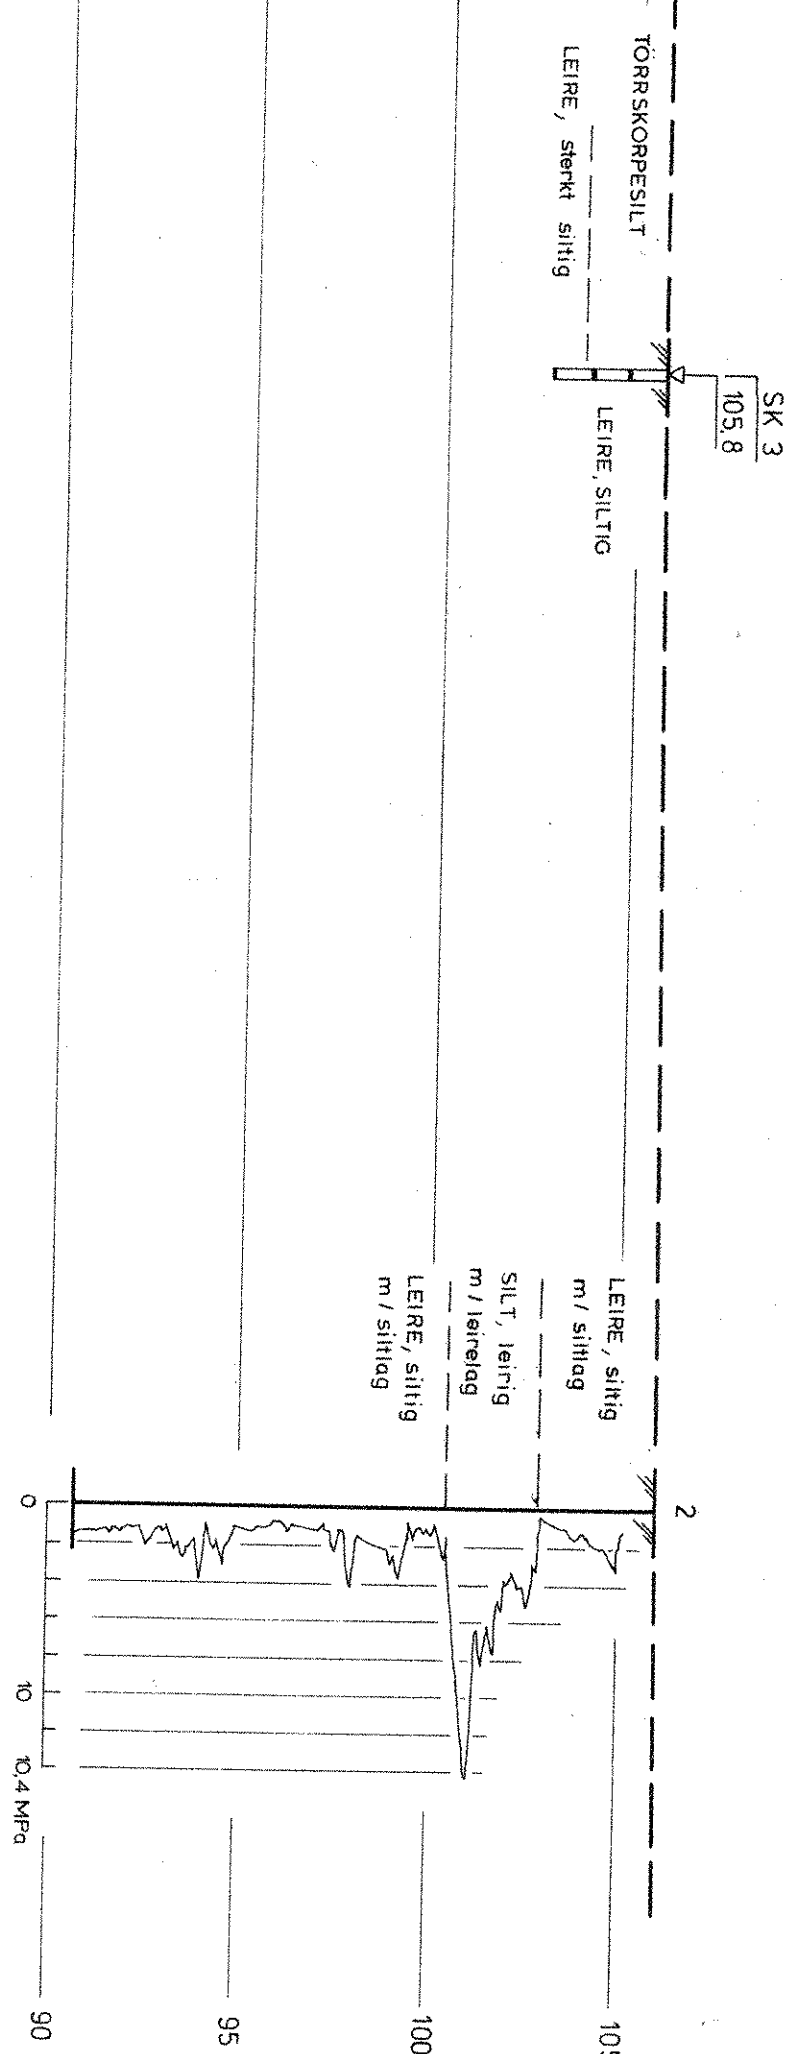 SK 3
105,8
TÖRRSKORPESILT
LEIRE, sterkt siltig
LEIRE, SILTIG
2
LEIRE, siltig
m/ siltlag
SILT, leirig
m/ leirelag
LEIRE, siltig
m/ siltlag
0
10
10,4 MPa
105
100
95
90